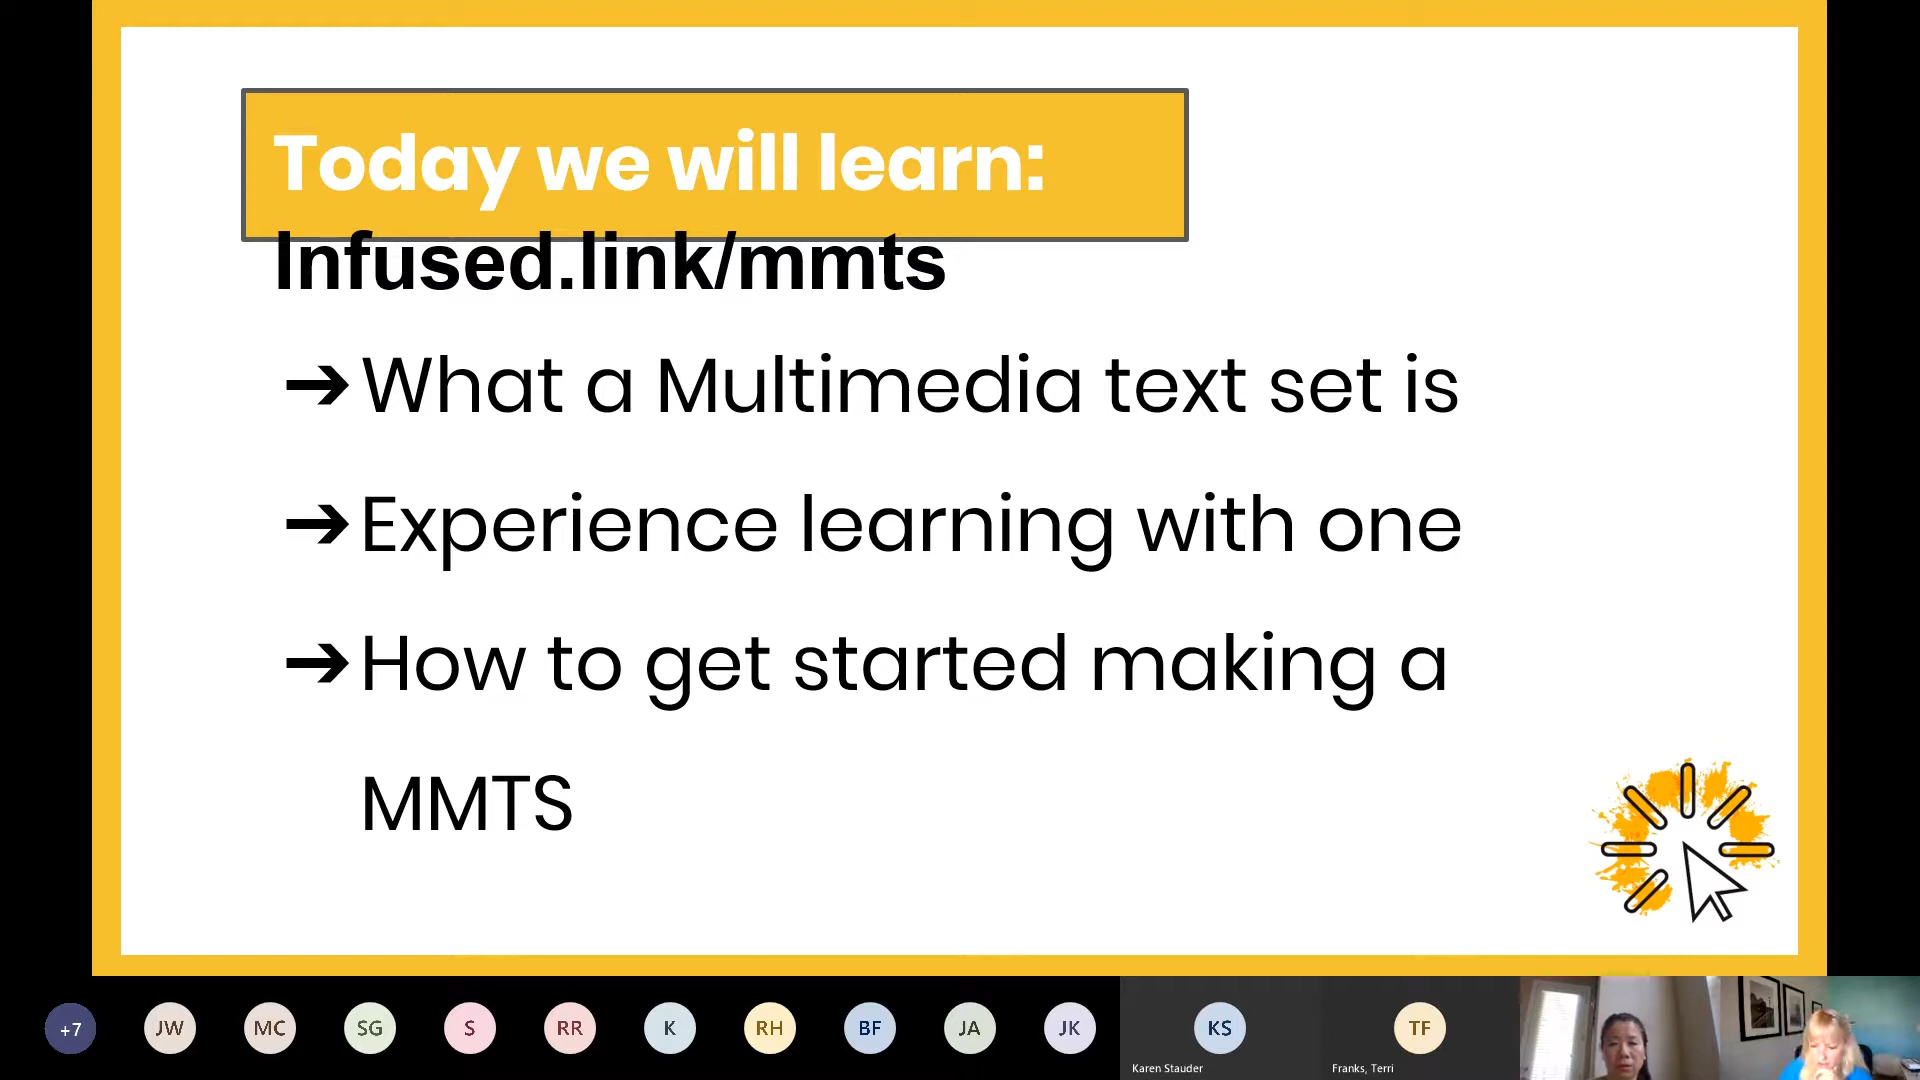 Today we will learn:
Infused.link/mmts
➔What a Multimedia text set is
➔Experience learning with one
➔How to get started making a
MMTS
+7
JW
MC
SG
S
RR
K
RH
BF
JA
JK
KS
TF
Karen Stauder
Franks, Terri